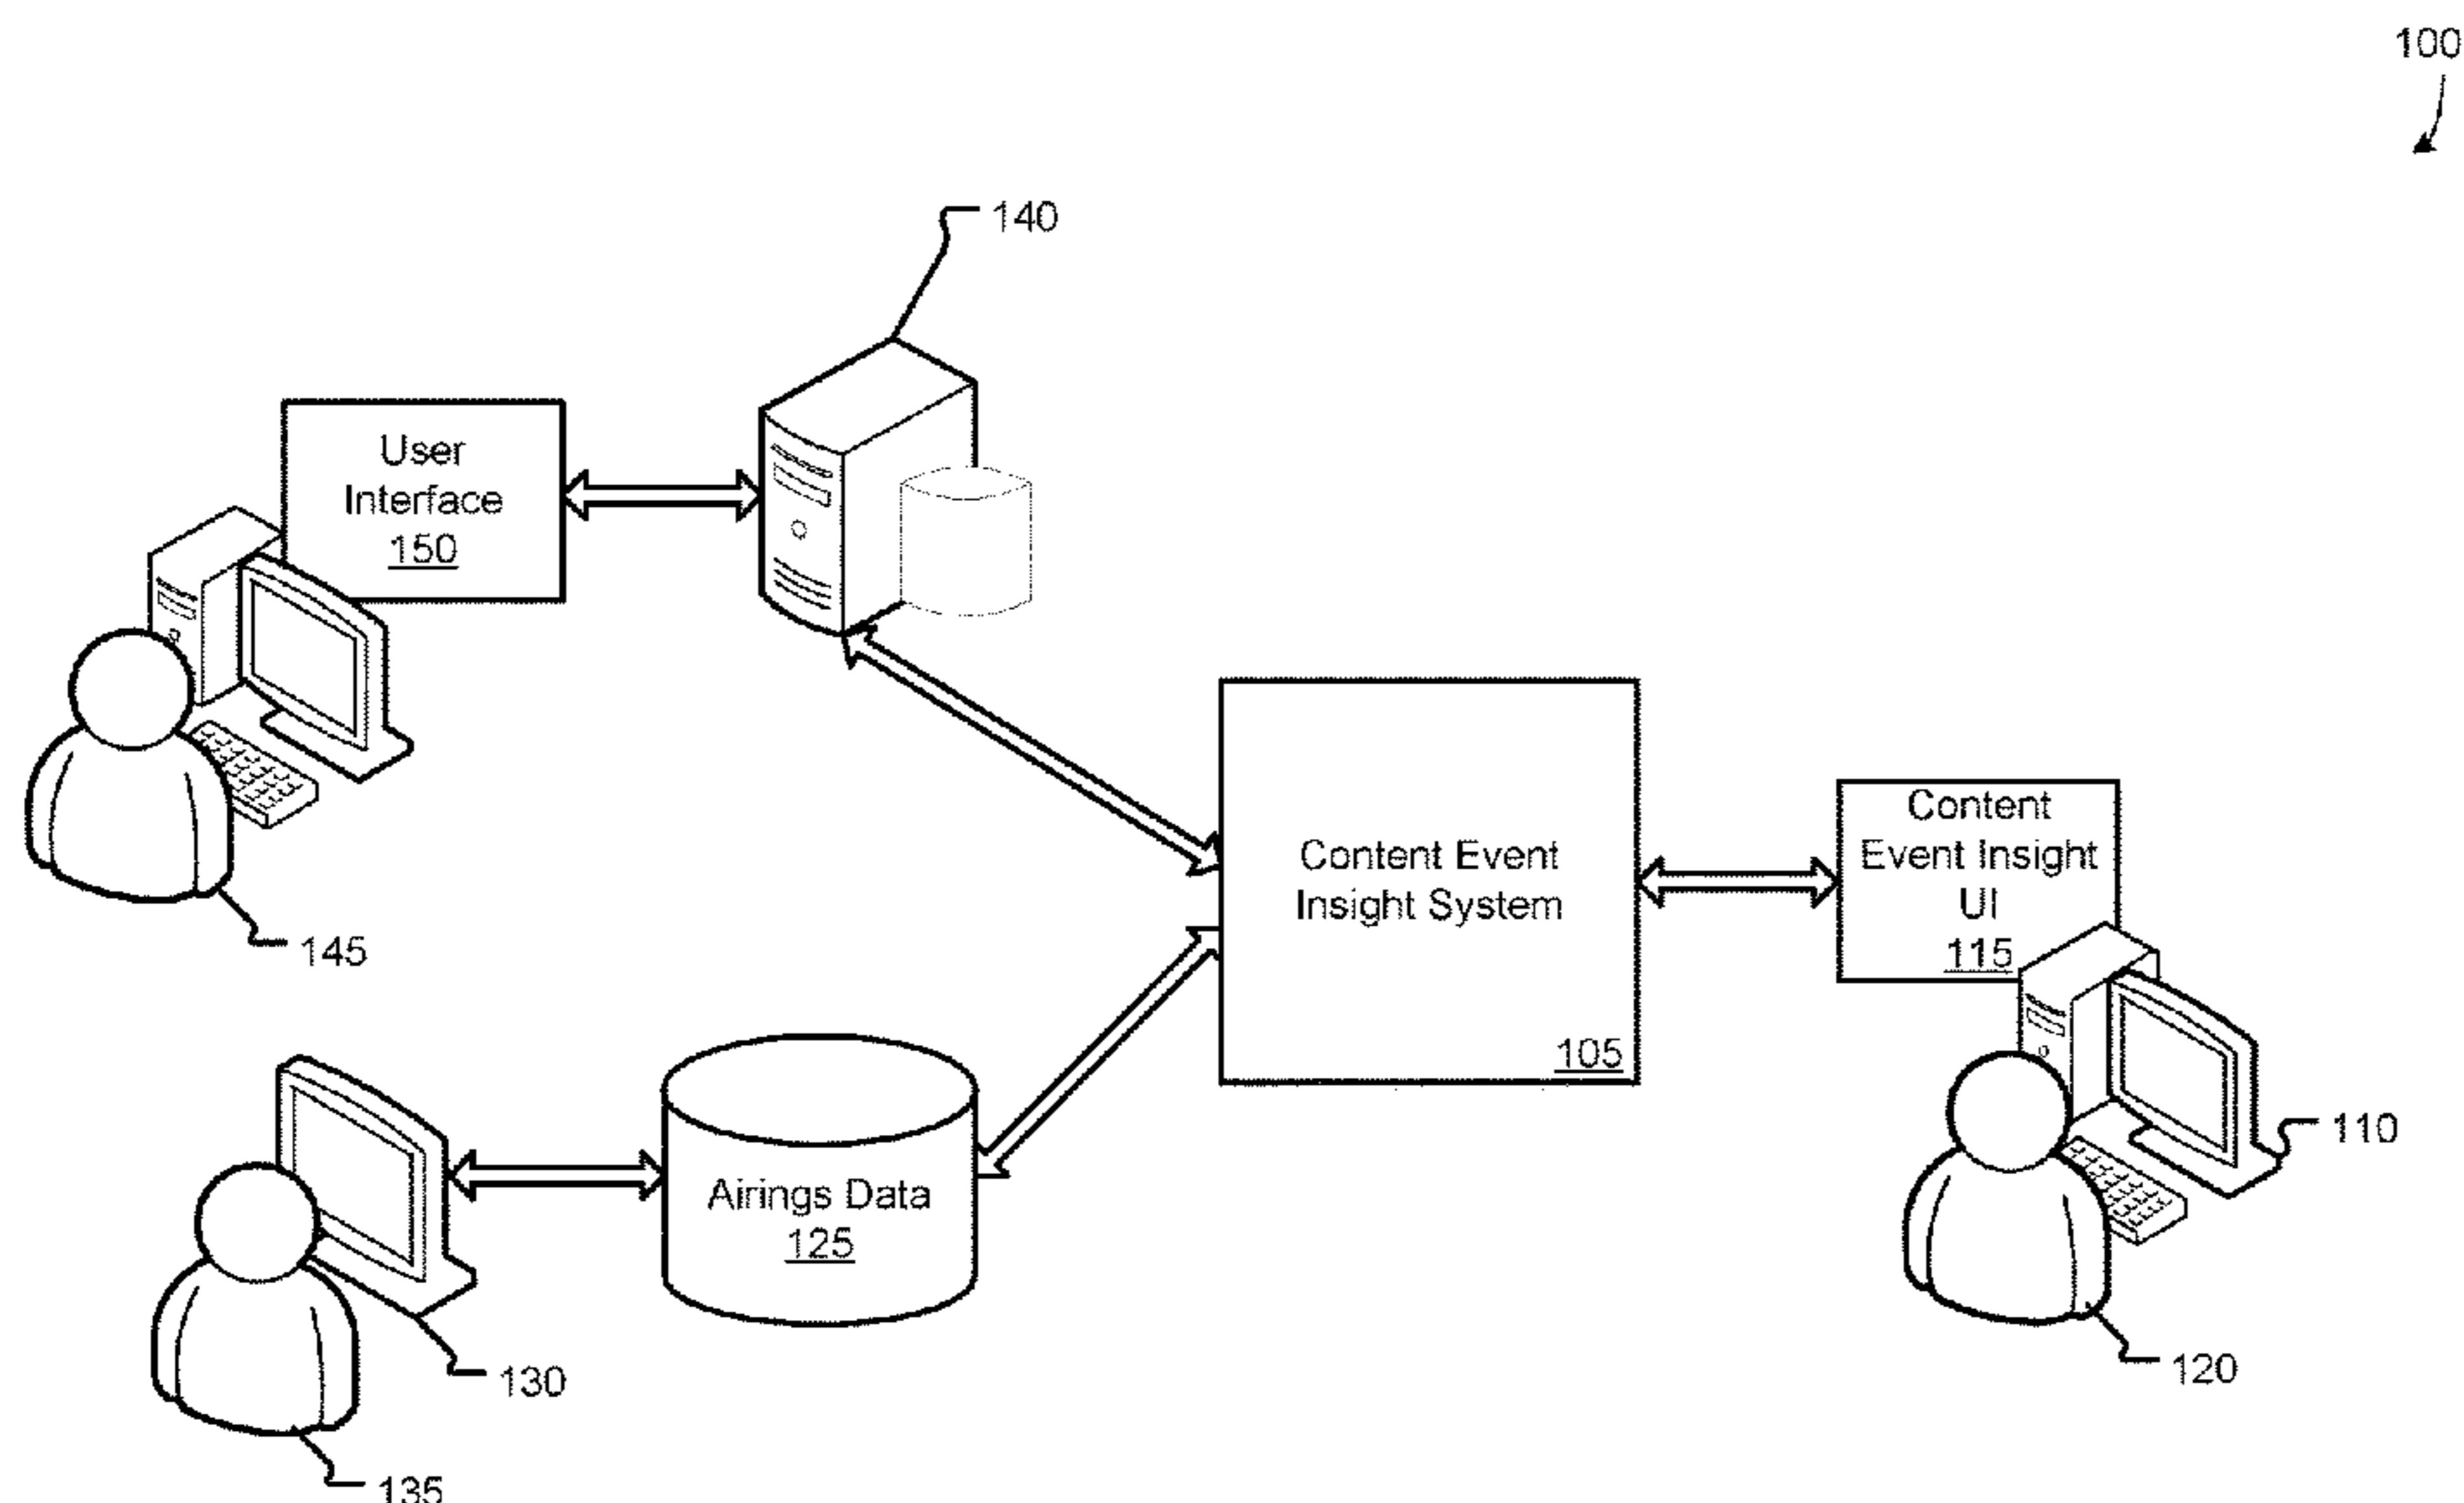 100
140
User
Interface
150
145
Content Event
Insight System
105
Content
Event Insight
UI
115
110
120
Airings Data
125
130
135